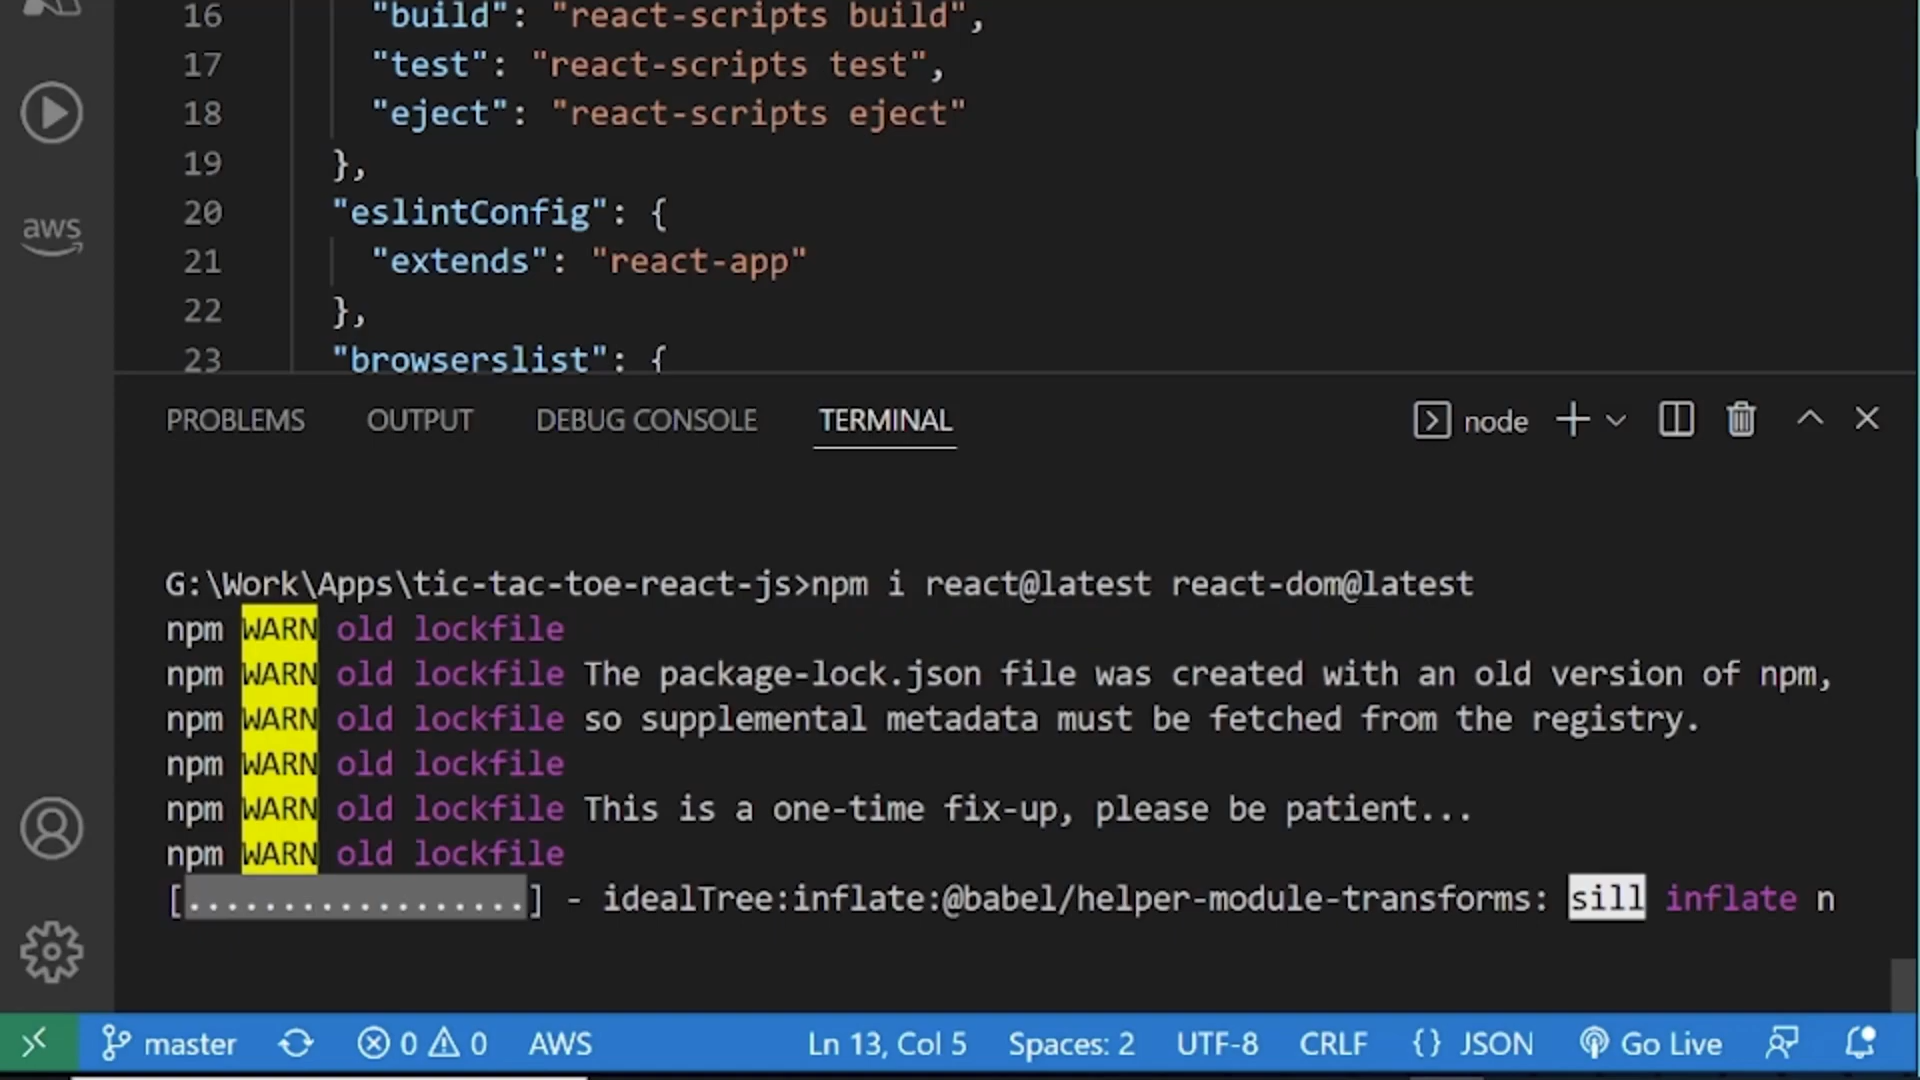 16 "build": "react-scripts build",
17 "test": "react-scripts test",
18 "eject": "react-scripts eject"
19 },
20 "eslintConfig": {
21 "extends": "react-app"
22 },
23 "browserslist": {
aws
PROBLEMS OUTPUT DEBUG CONSOLE TERMINAL node
G:\Work\Apps\tic-tac-toe-react-js>npm i react@latest react-dom@latest
npm WARN old lockfile
npm WARN old lockfile The package-lock.json file was created with an old version of npm,
npm WARN old lockfile so supplemental metadata must be fetched from the registry.
npm WARN old lockfile
npm WARN old lockfile This is a one-time fix-up, please be patient...
npm WARN old lockfile
[..................] - idealTree:inflate:@babel/helper-module-transforms: sill inflate n
master 0 0 AWS Ln 13, Col 5 Spaces: 2 UTF-8 CRLF {} JSON Go Live